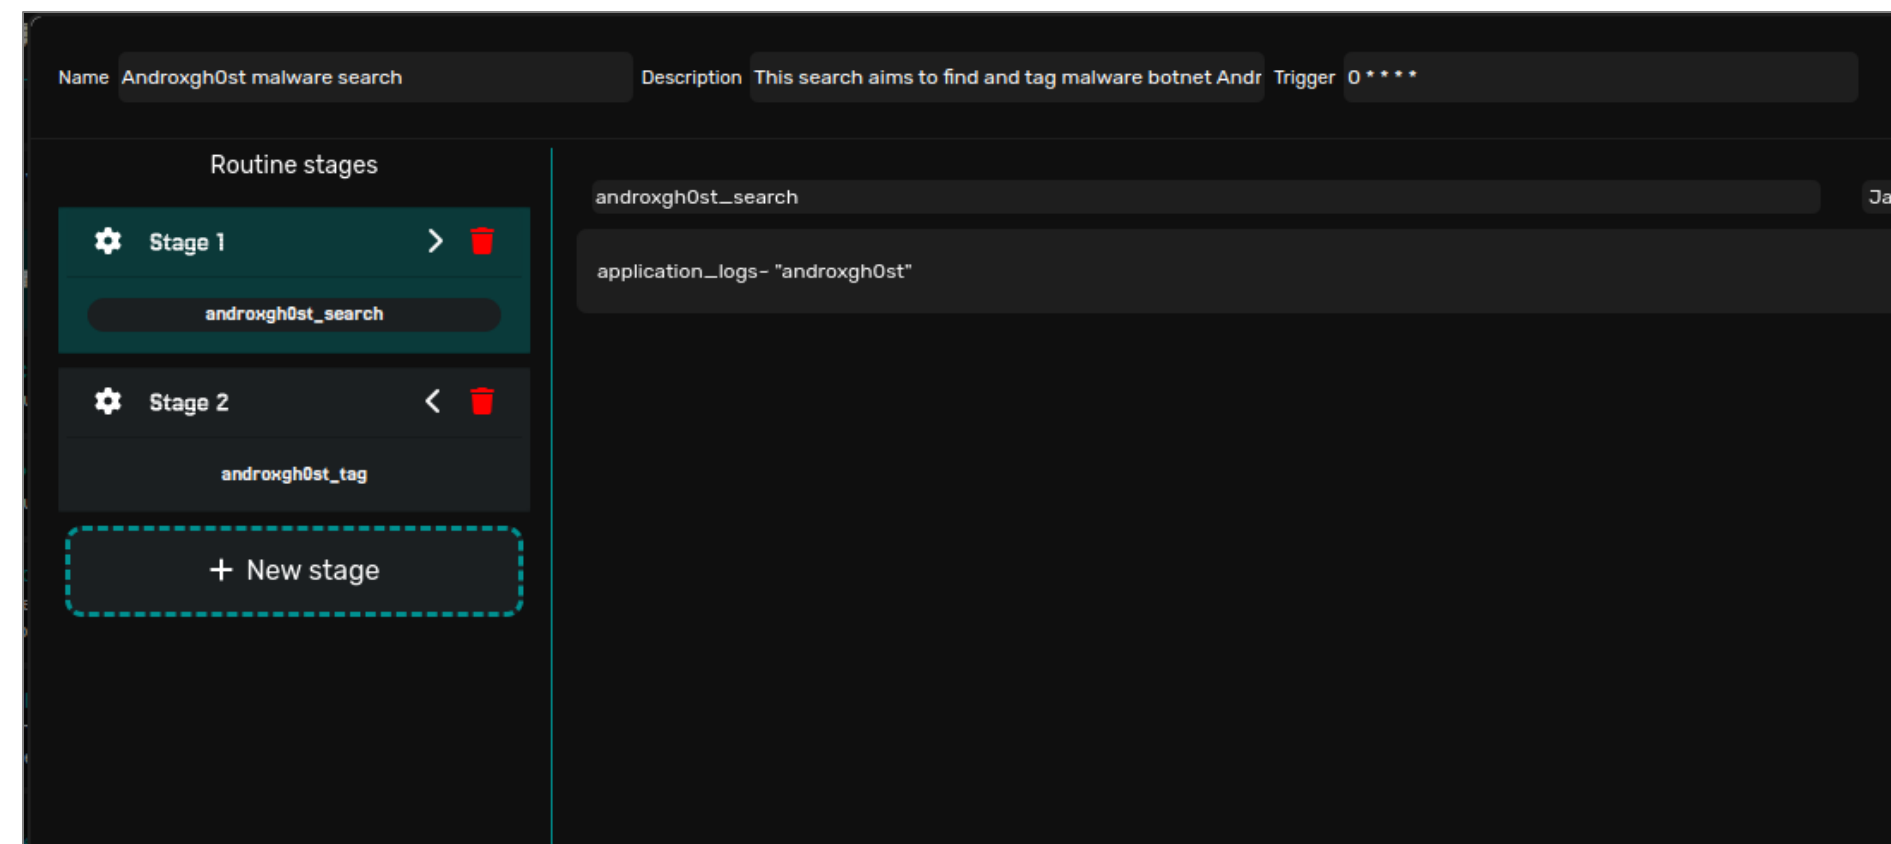 Name Androxgh0st malware search Description This search aims to find and tag malware botnet Andr Trigger 0 * * * *
Routine stages
Stage 1
androxgh0st_search
Stage 2
androxgh0st_tag
+ New stage
androxgh0st_search Ja
application_logs- "androxgh0st"